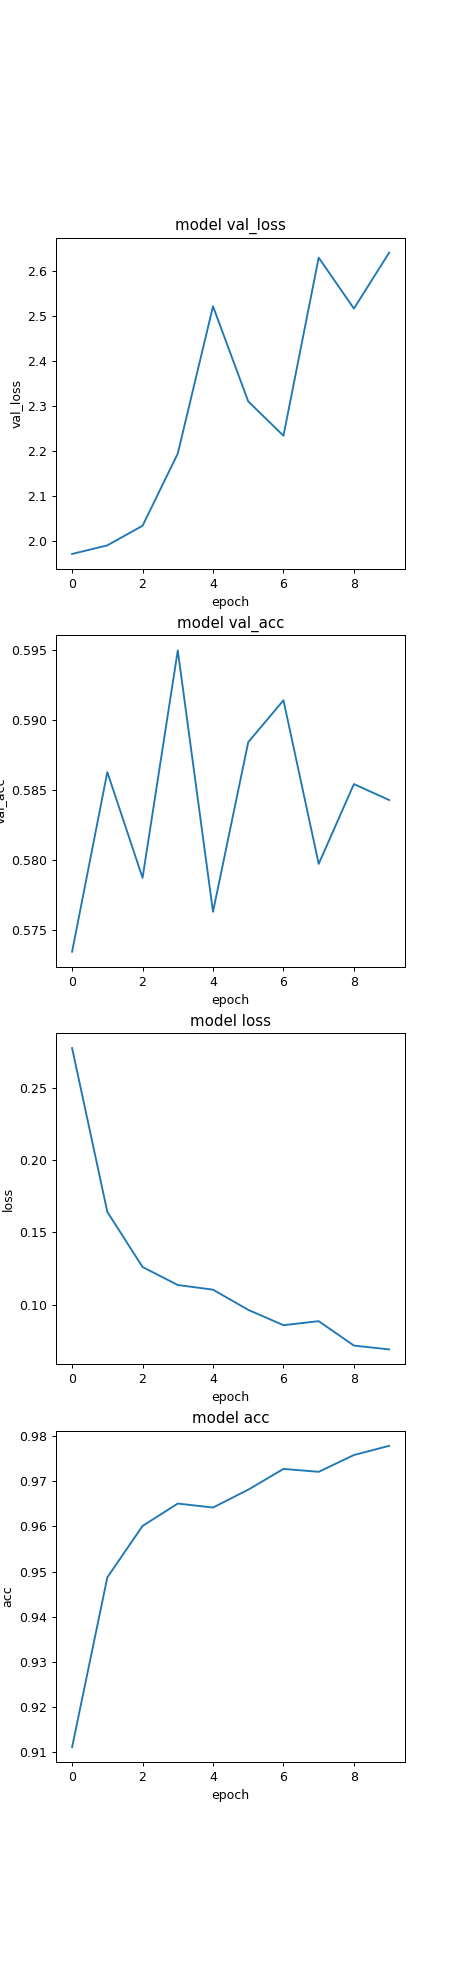 model val_loss
val_loss
2.6
2.5
2.4
2.3
2.2
2.1
2.0
0 2 4 6 8
epoch
model val_acc
val_acc
0.595
0.590
0.585
0.580
0.575
0 2 4 6 8
epoch
model loss
loss
0.25
0.20
0.15
0.10
0 2 4 6 8
epoch
model acc
acc
0.98
0.97
0.96
0.95
0.94
0.93
0.92
0.91
0 2 4 6 8
epoch